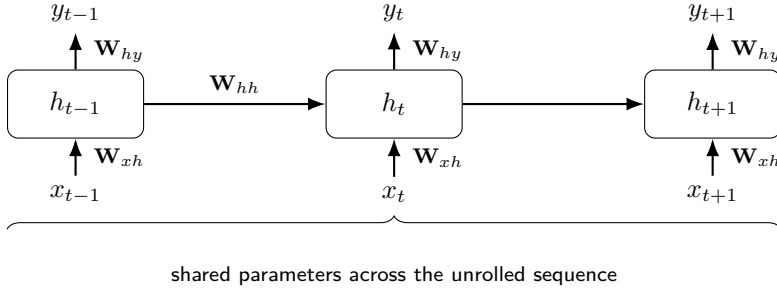 y_{t−1} y_t y_{t+1}
W_{hy} W_{hy} W_{hy}
W_{hh}
h_{t−1} h_t h_{t+1}
W_{xh} W_{xh} W_{xh}
x_{t−1} x_t x_{t+1}
shared parameters across the unrolled sequence